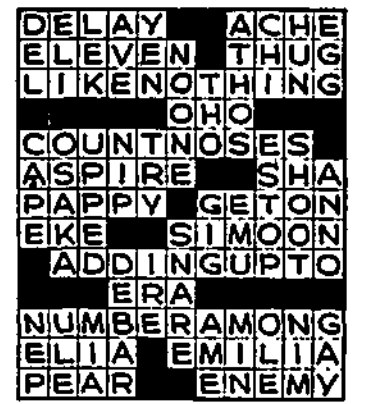 DELAY ACHE
ELEVEN THUG
LIKENOTHING
OHO
COUNTNOSES
ASPIRE SHA
PAPPY GETON
EKE SIMOON
ADDINGUPTO
ERA
NUMBERAMONG
ELIA EMILIA
PEAR ENEMY